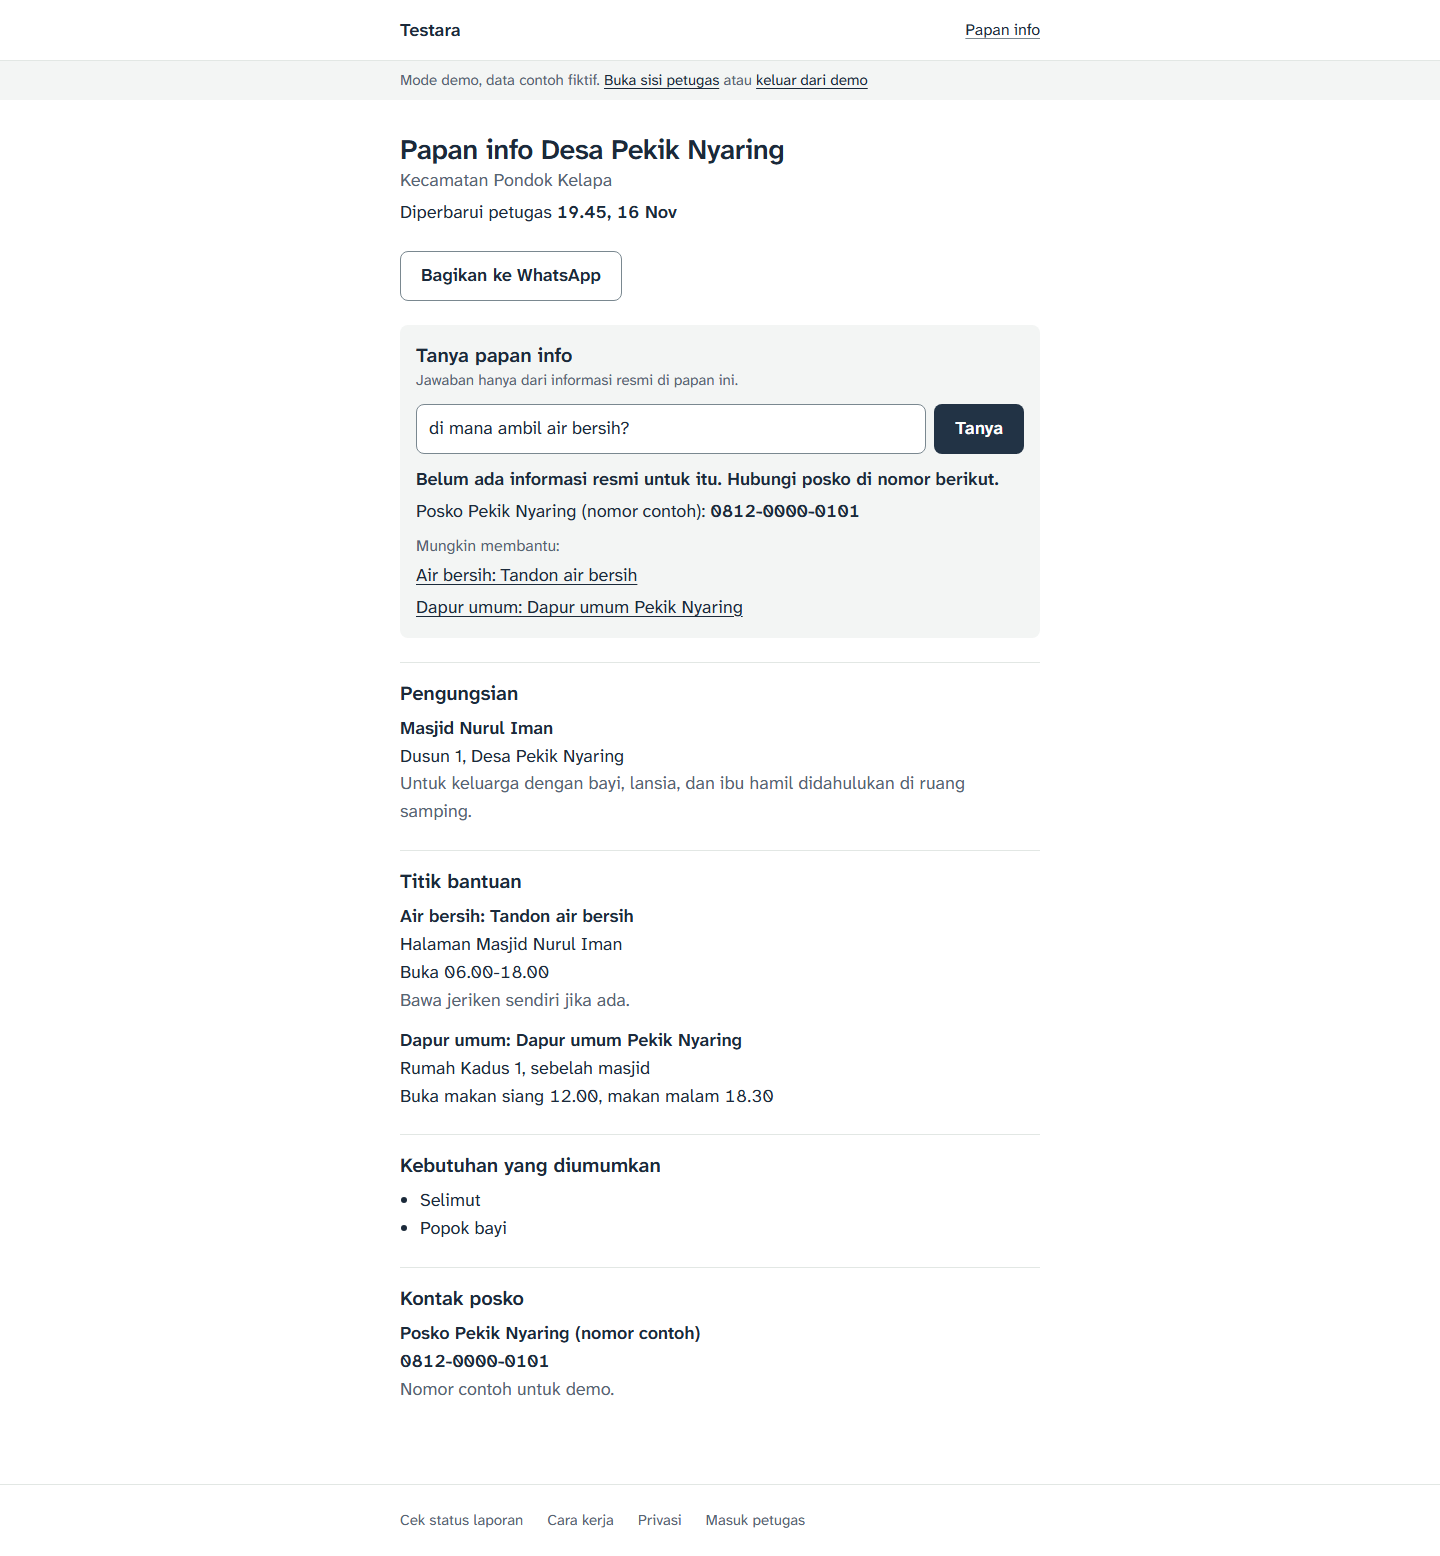 Testara
Papan info
Mode demo, data contoh fiktif. Buka sisi petugas atau keluar dari demo
Papan info Desa Pekik Nyaring
Kecamatan Pondok Kelapa
Diperbarui petugas 19.45, 16 Nov
Bagikan ke WhatsApp
Tanya papan info
Jawaban hanya dari informasi resmi di papan ini.
di mana ambil air bersih?
Tanya
Belum ada informasi resmi untuk itu. Hubungi posko di nomor berikut.
Posko Pekik Nyaring (nomor contoh): 0812-0000-0101
Mungkin membantu:
Air bersih: Tandon air bersih
Dapur umum: Dapur umum Pekik Nyaring
Pengungsian
Masjid Nurul Iman
Dusun 1, Desa Pekik Nyaring
Untuk keluarga dengan bayi, lansia, dan ibu hamil didahulukan di ruang
samping.
Titik bantuan
Air bersih: Tandon air bersih
Halaman Masjid Nurul Iman
Buka 06.00-18.00
Bawa jeriken sendiri jika ada.
Dapur umum: Dapur umum Pekik Nyaring
Rumah Kadus 1, sebelah masjid
Buka makan siang 12.00, makan malam 18.30
Kebutuhan yang diumumkan
• Selimut
• Popok bayi
Kontak posko
Posko Pekik Nyaring (nomor contoh)
0812-0000-0101
Nomor contoh untuk demo.
Cek status laporan
Cara kerja
Privasi
Masuk petugas